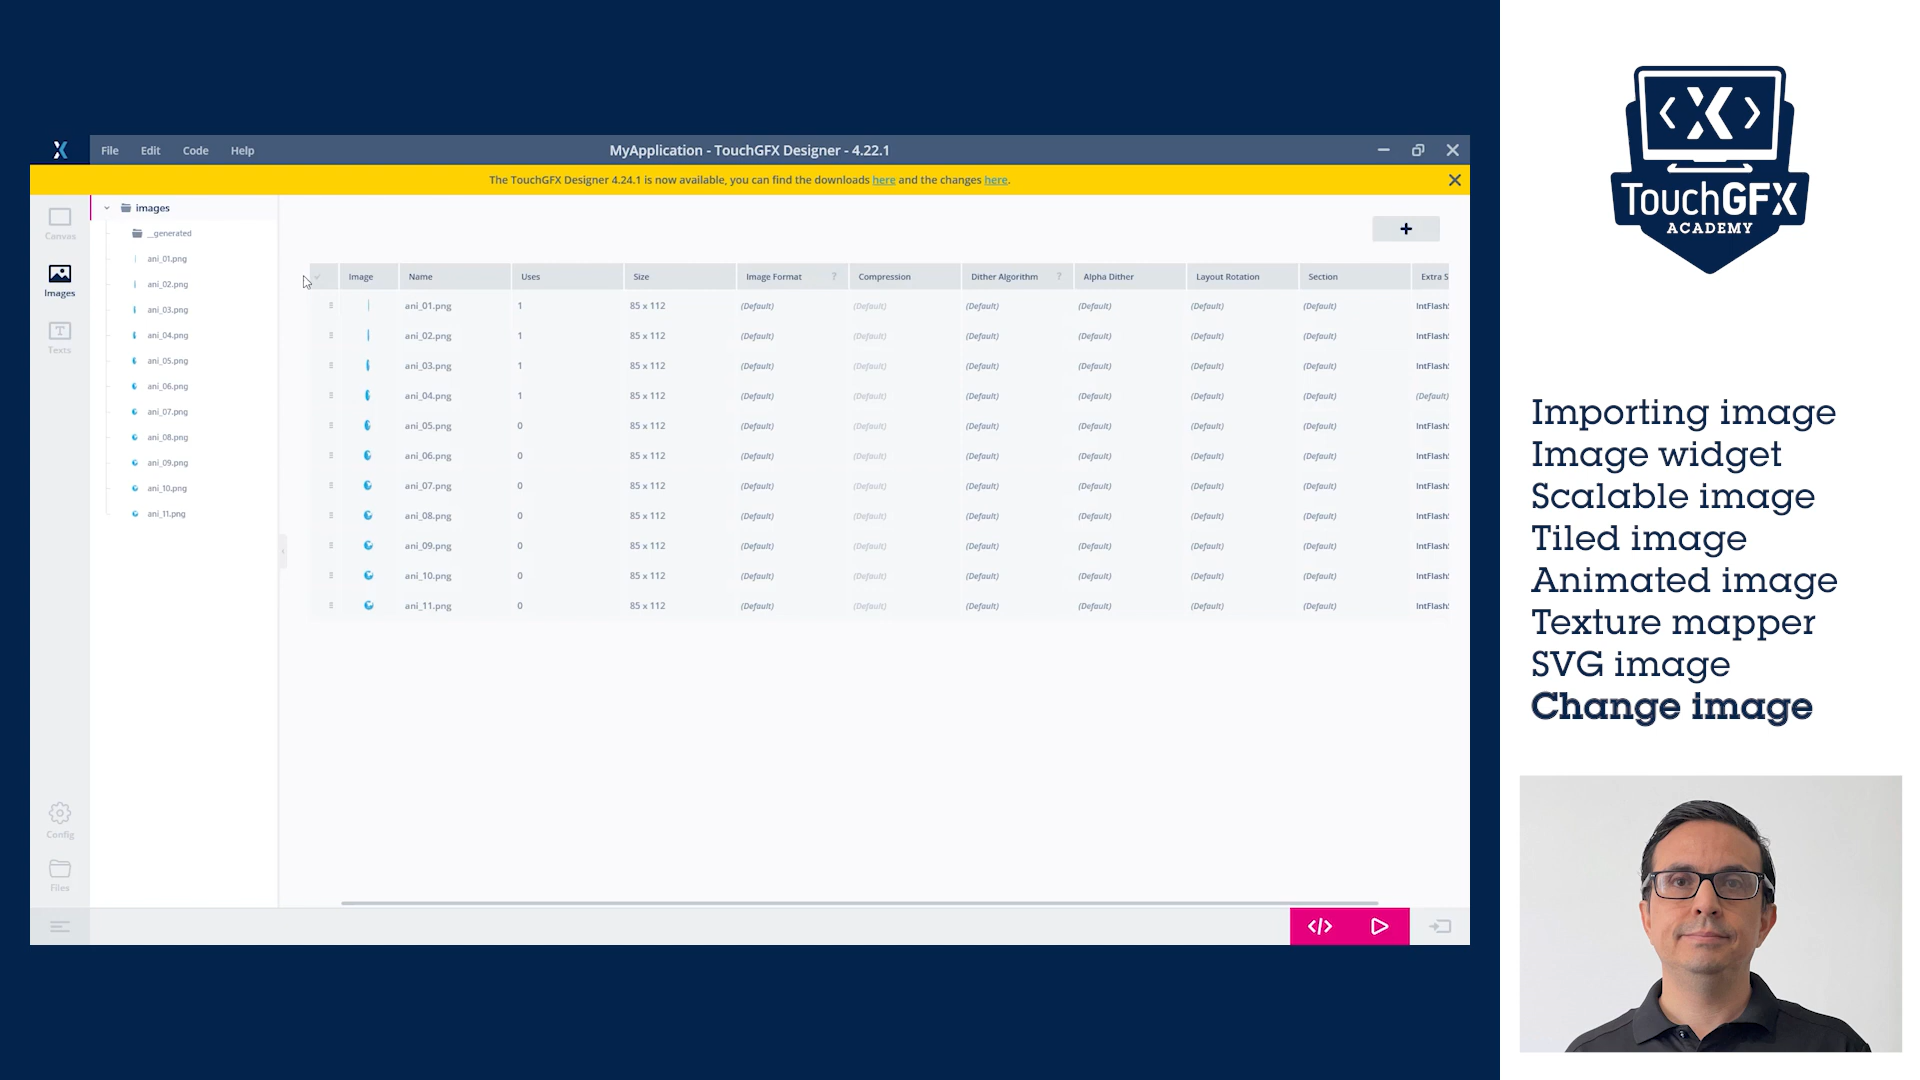 File Edit Code Help
MyApplication - TouchGFX Designer - 4.22.1
The TouchGFX Designer 4.24.1 is now available, you can find the downloads here and the changes here.
Canvas
Images
Texts
Config
Files
images
__generated
ani_01.png
ani_02.png
ani_03.png
ani_04.png
ani_05.png
ani_06.png
ani_07.png
ani_08.png
ani_09.png
ani_10.png
ani_11.png
+
Image Name Uses Size Image Format ? Compression Dither Algorithm ? Alpha Dither Layout Rotation Section Extra S
ani_01.png 1 85 x 112 (Default) (Default) (Default) (Default) (Default) (Default) IntFlash
ani_02.png 1 85 x 112 (Default) (Default) (Default) (Default) (Default) (Default) IntFlash
ani_03.png 1 85 x 112 (Default) (Default) (Default) (Default) (Default) (Default) IntFlash
ani_04.png 1 85 x 112 (Default) (Default) (Default) (Default) (Default) (Default) (Default)
ani_05.png 0 85 x 112 (Default) (Default) (Default) (Default) (Default) (Default) IntFlash
ani_06.png 0 85 x 112 (Default) (Default) (Default) (Default) (Default) (Default) IntFlash
ani_07.png 0 85 x 112 (Default) (Default) (Default) (Default) (Default) (Default) IntFlash
ani_08.png 0 85 x 112 (Default) (Default) (Default) (Default) (Default) (Default) IntFlash
ani_09.png 0 85 x 112 (Default) (Default) (Default) (Default) (Default) (Default) IntFlash
ani_10.png 0 85 x 112 (Default) (Default) (Default) (Default) (Default) (Default) IntFlash
ani_11.png 0 85 x 112 (Default) (Default) (Default) (Default) (Default) (Default) IntFlash
</>
<X>
TouchGFX
ACADEMY
Importing image
Image widget
Scalable image
Tiled image
Animated image
Texture mapper
SVG image
Change image